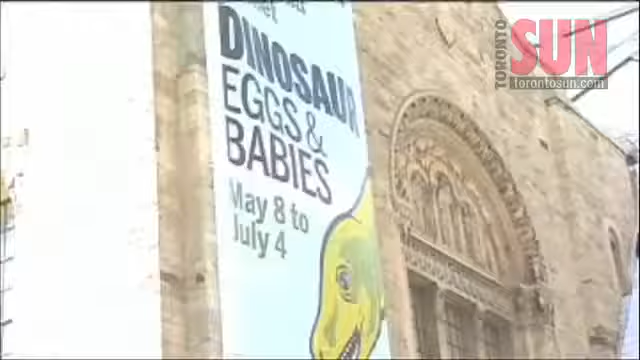 DINOSAUR
EGGS &
BABIES
May 8 to
July 4
TORONTO
SUN
torontosun.com